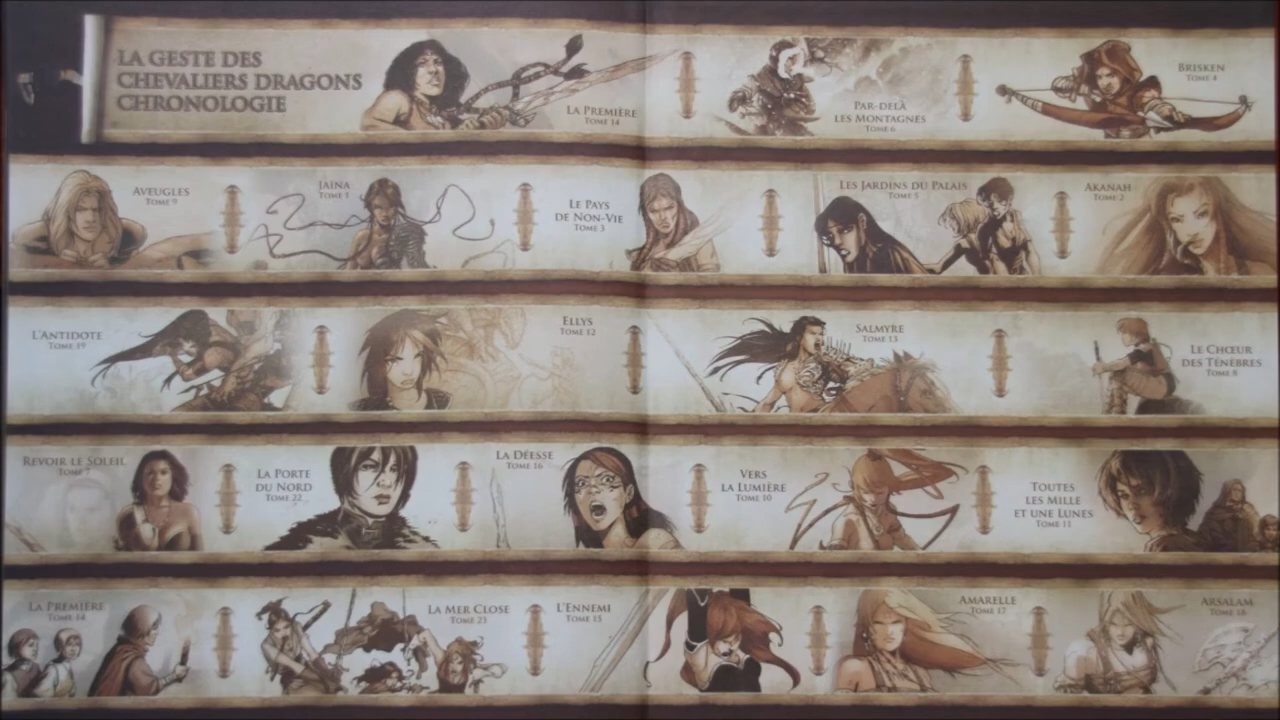 LA GESTE DES
CHEVALIERS DRAGONS
CHRONOLOGIE
LA PREMIÈRE
TOME 14
PAR-DELÀ
LES MONTAGNES
TOME 6
BRISKEN
TOME 4
AVEUGLES
TOME 9
JAÏNA
TOME 1
LE PAYS
DE NON-VIE
TOME 3
LES JARDINS DU PALAIS
TOME 5
AKANAH
TOME 2
L'ANTIDOTE
TOME 19
ELLYS
TOME 12
SALMYRE
TOME 13
LE CHŒUR
DES TÉNÈBRES
TOME 8
REVOIR LE SOLEIL
TOME 7
LA PORTE
DU NORD
TOME 22
LA DÉESSE
TOME 16
VERS
LA LUMIÈRE
TOME 10
TOUTES
LES MILLE
ET UNE LUNES
TOME 11
LA PREMIÈRE
TOME 14
LA MER CLOSE
TOME 23
L'ENNEMI
TOME 15
AMARELLE
TOME 17
ARSALAM
TOME 18